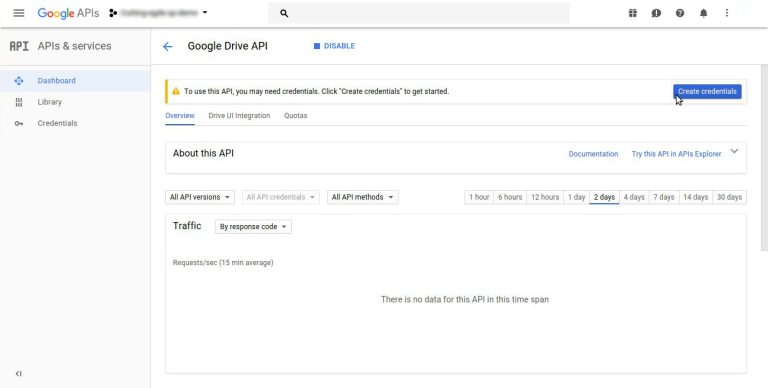 Google APIs
API APIs & services
Google Drive API
DISABLE
Dashboard
Library
Credentials
To use this API, you may need credentials. Click "Create credentials" to get started.
Create credentials
Overview Drive UI Integration Quotas
About this API
Documentation Try this API in APIs Explorer
All API versions All API credentials All API methods
1 hour 6 hours 12 hours 1 day 2 days 4 days 7 days 14 days 30 days
Traffic By response code
Requests/sec (15 min average)
There is no data for this API in this time span